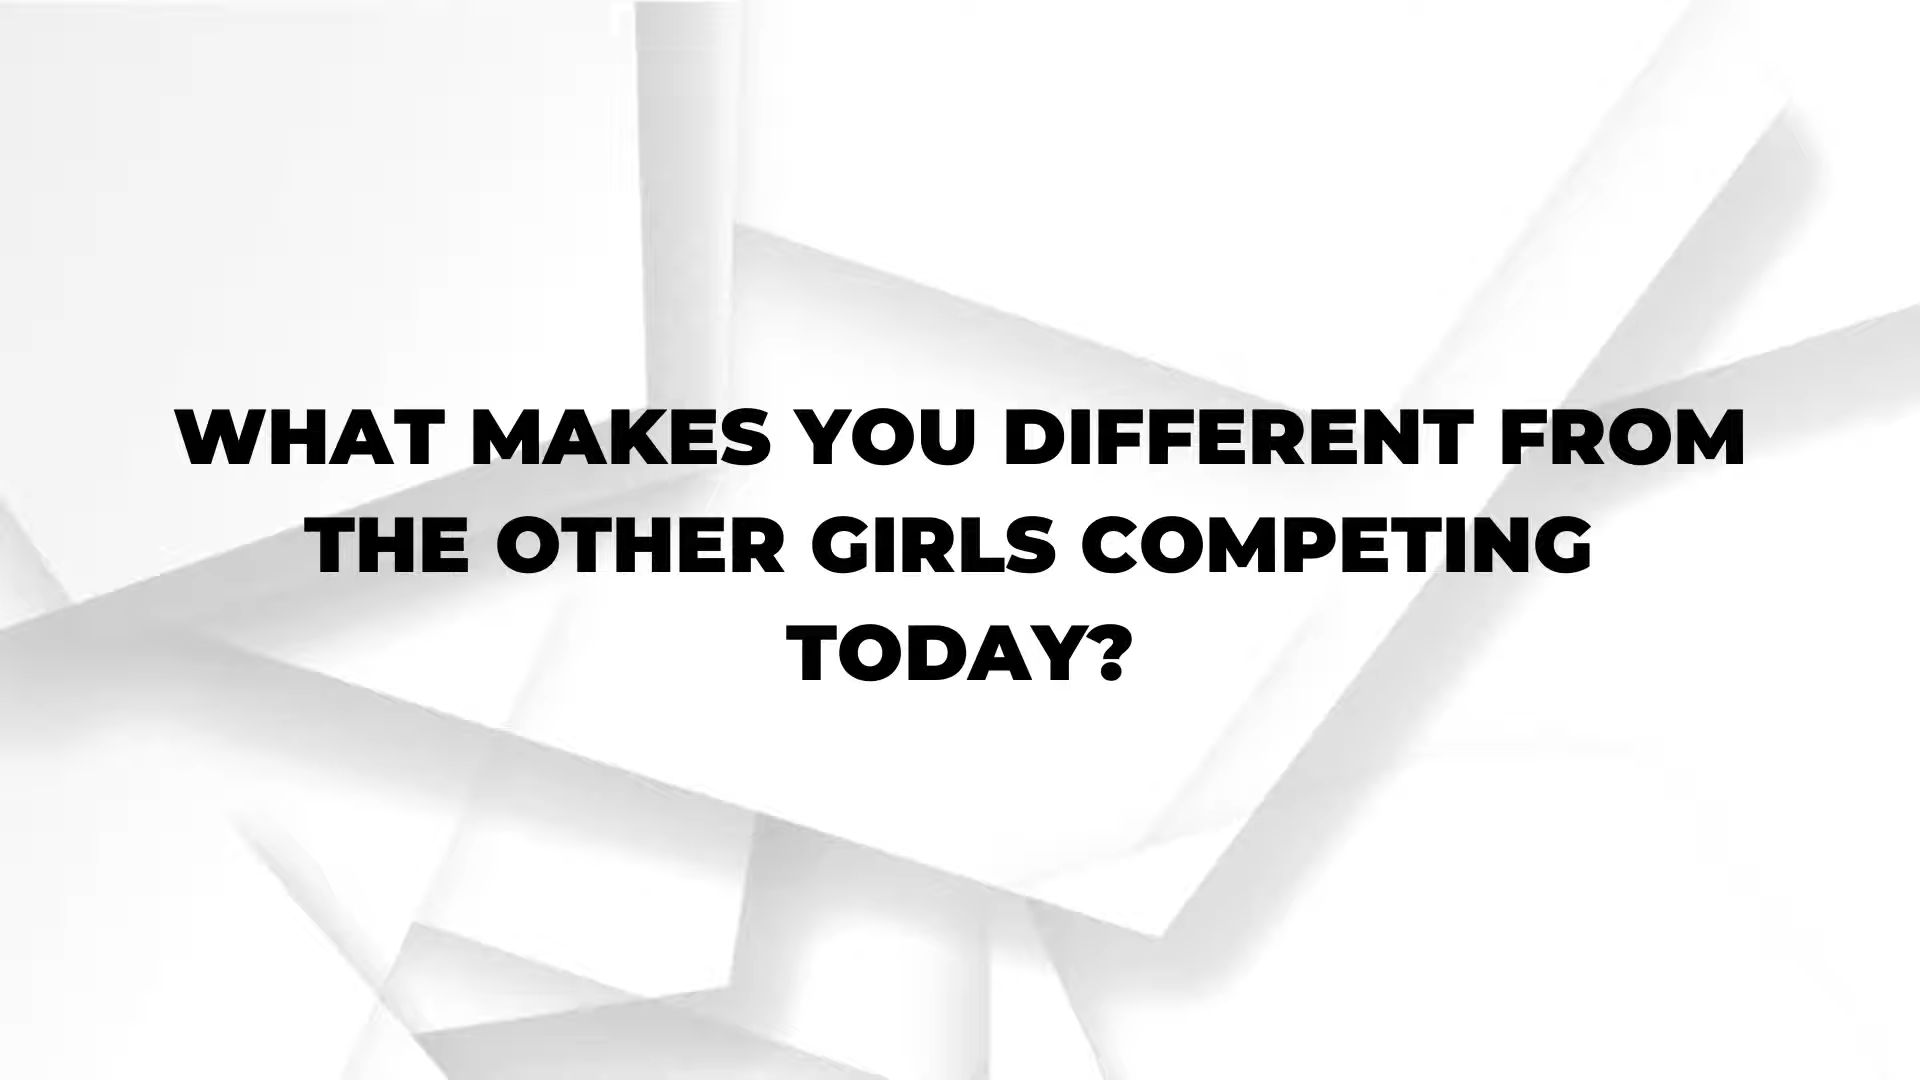 WHAT MAKES YOU DIFFERENT FROM
THE OTHER GIRLS COMPETING
TODAY?